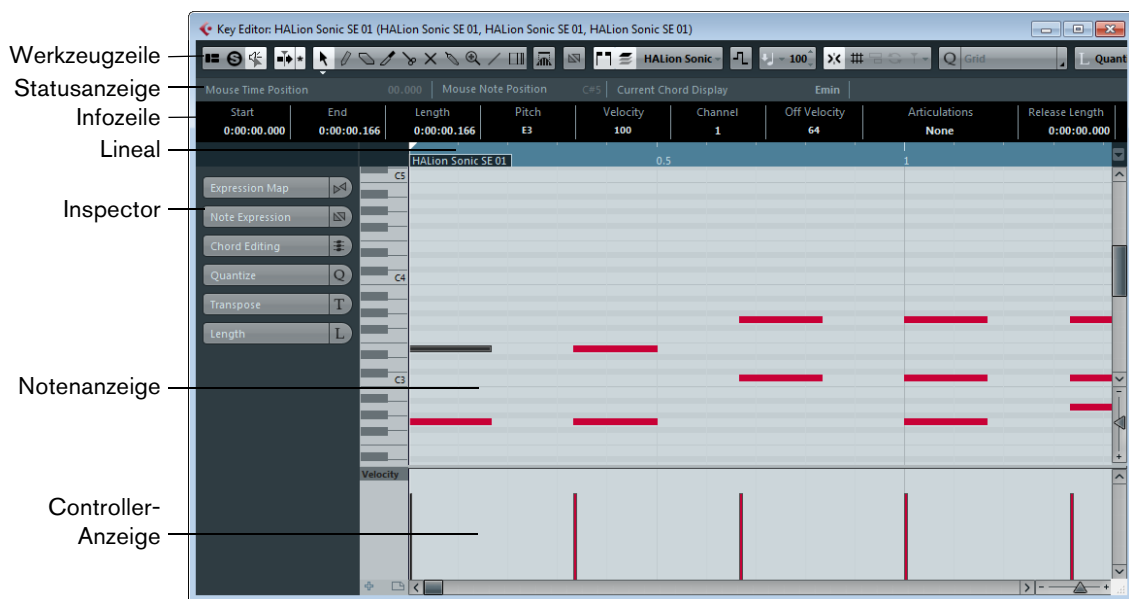 Key Editor: HALion Sonic SE 01 (HALion Sonic SE 01, HALion Sonic SE 01, HALion Sonic SE 01)
Werkzeugzeile
S
HALion Sonic
100
Q Grid
L Quant
Statusanzeige
Mouse Time Position 00.000 Mouse Note Position C#5 Current Chord Display Emin
Infozeile
Start End Length Pitch Velocity Channel Off Velocity Articulations Release Length
0:00:00.000 0:00:00.166 0:00:00.166 E3 100 1 64 None 0:00:00.000
Lineal
HALion Sonic SE 01 0.5 1
C5
Inspector
Expression Map
Note Expression
Chord Editing
Quantize Q
C4
Transpose T
Length L
Notenanzeige
C3
Velocity
Controller-
Anzeige